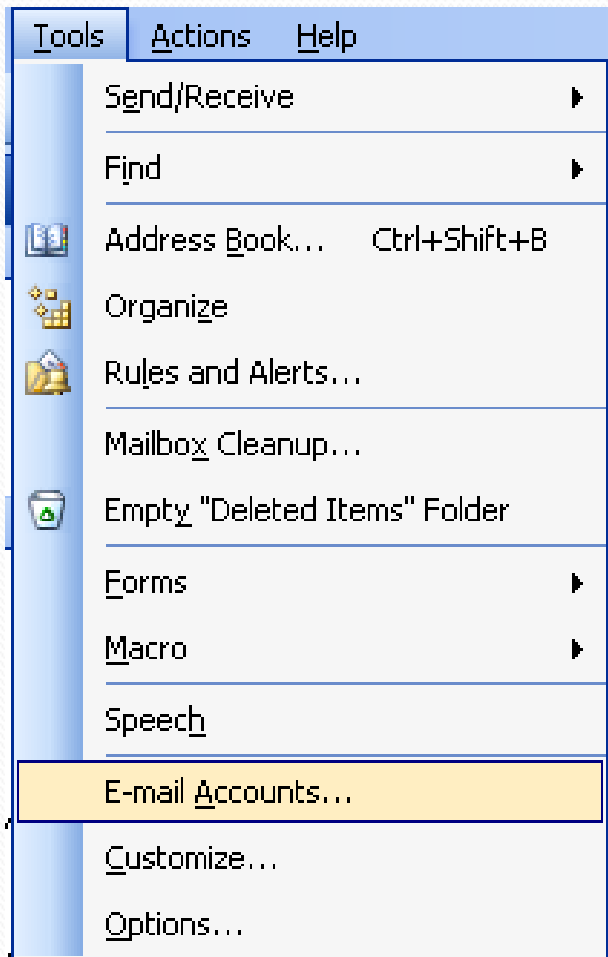 Tools Actions Help
Send/Receive
Find
Address Book... Ctrl+Shift+B
Organize
Rules and Alerts...
Mailbox Cleanup...
Empty "Deleted Items" Folder
Forms
Macro
Speech
E-mail Accounts...
Customize...
Options...